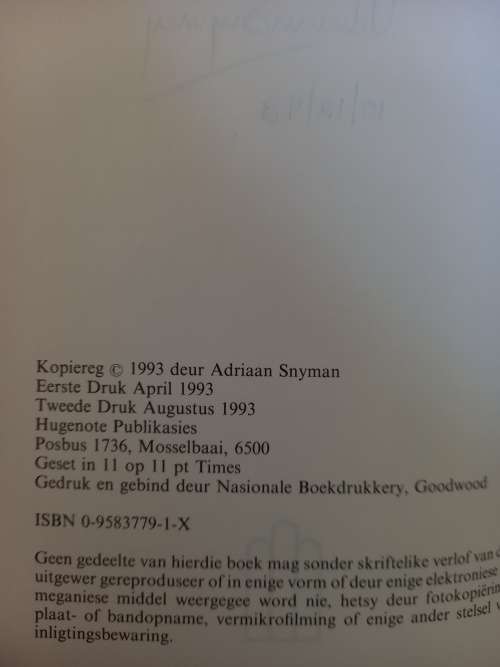 Kopiereg © 1993 deur Adriaan Snyman
Eerste Druk April 1993
Tweede Druk Augustus 1993
Hugenote Publikasies
Posbus 1736, Mosselbaai, 6500
Geset in 11 op 11 pt Times
Gedruk en gebind deur Nasionale Boekdrukkery, Goodwood
ISBN 0-9583779-1-X
Geen gedeelte van hierdie boek mag sonder skriftelike verlof van
uitgewer gereproduseer of in enige vorm of deur enige elektroniese
meganiese middel weergegee word nie, hetsy deur
plaat- of bandopname, vermikrofilming of enige ander stelsel
inligtingsbewaring.